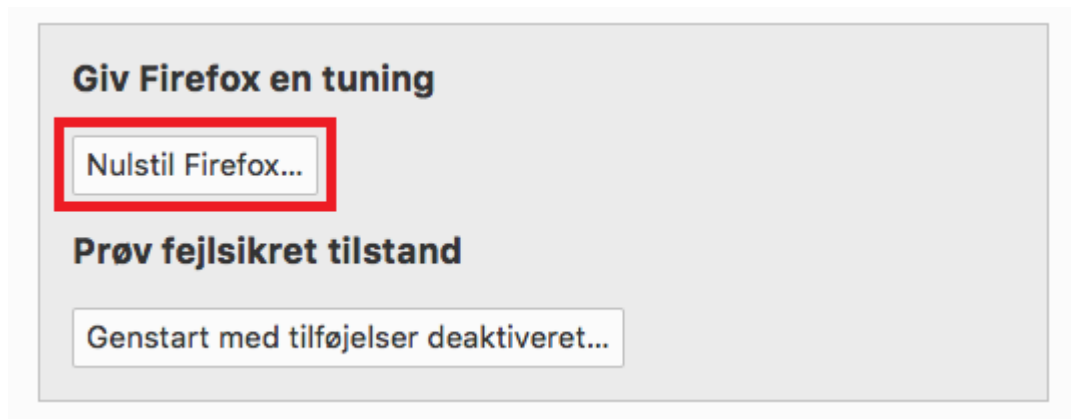 Giv Firefox en tuning
Nulstil Firefox...
Prøv fejlsikret tilstand
Genstart med tilføjelser deaktiveret...